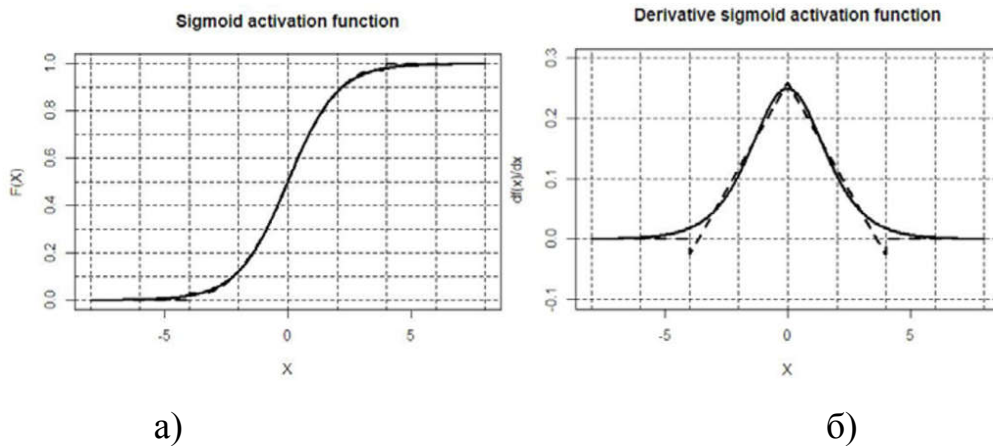 Sigmoid activation function
F(X)
0.0 0.2 0.4 0.6 0.8 1.0
-5 0 5
X
а)
Derivative sigmoid activation function
df(x)/dx
-0.1 0.0 0.1 0.2 0.3
-5 0 5
X
б)